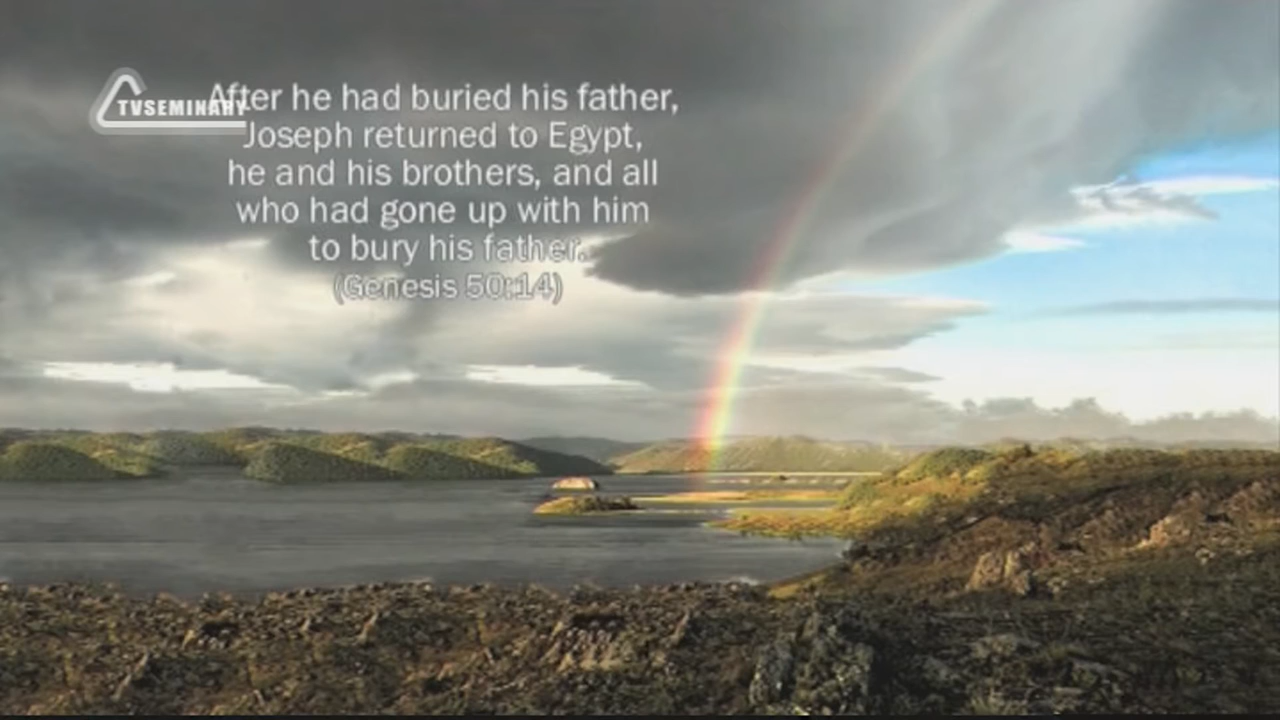 TVSEMINARY
After he had buried his father,
Joseph returned to Egypt,
he and his brothers, and all
who had gone up with him
to bury his father.
(Genesis 50:14)